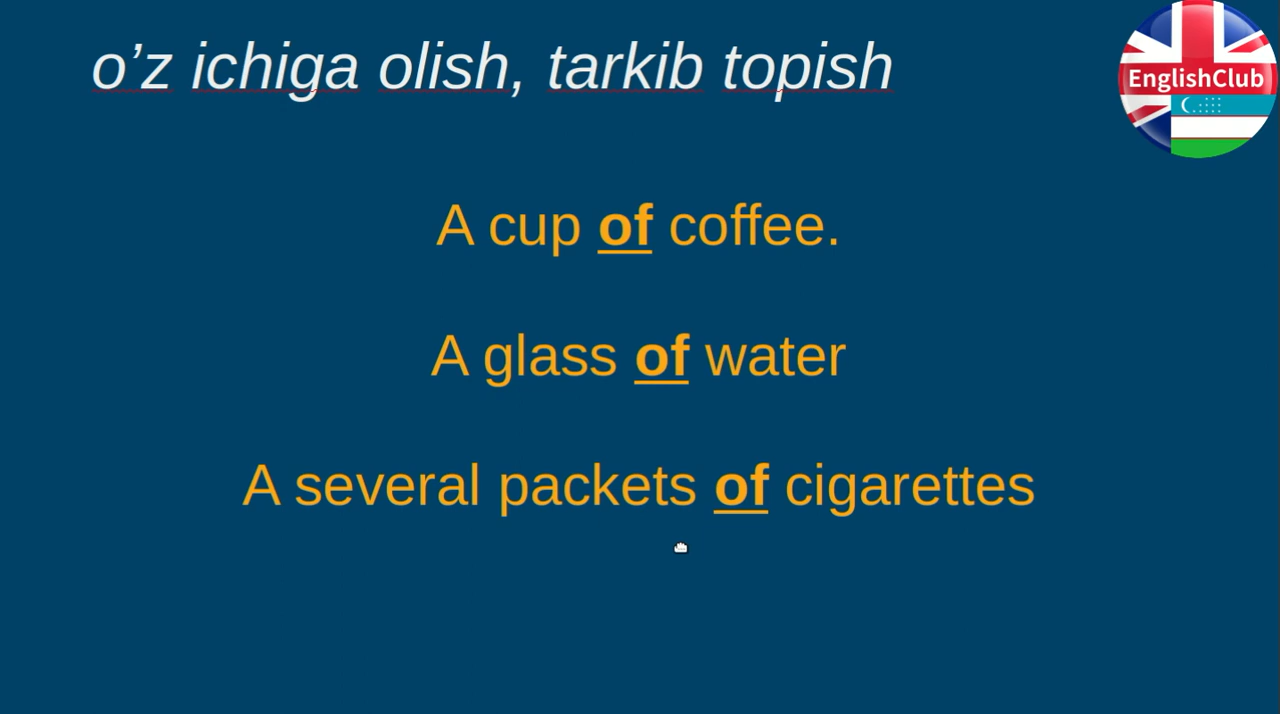 o’z ichiga olish, tarkib topish
EnglishClub
A cup of coffee.
A glass of water
A several packets of cigarettes